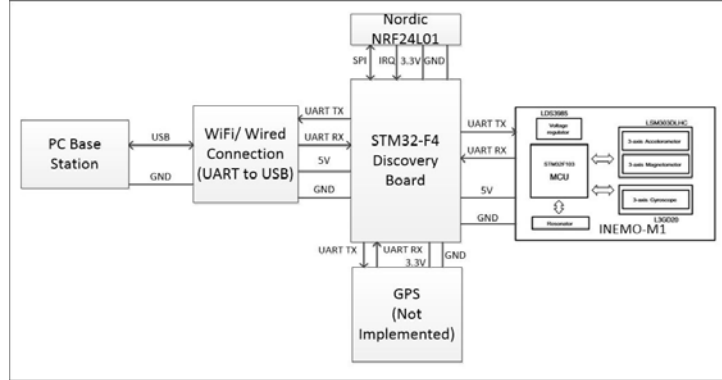 Nordic
NRF24L01
SPI
IRQ
3.3V
GND
PC Base
Station
USB
GND
WiFi/ Wired
Connection
(UART to USB)
UART TX
UART RX
5V
GND
STM32-F4
Discovery
Board
UART TX
UART RX
5V
GND
LDS3985
Voltage
regulator
STM32F103
MCU
Resonator
LSM303DLHC
3-axis Accelerometer
3-axis Magnetometer
3-axis Gyroscope
L3GD20
INEMO-M1
UART TX
UART RX
3.3V
GND
GPS
(Not
Implemented)